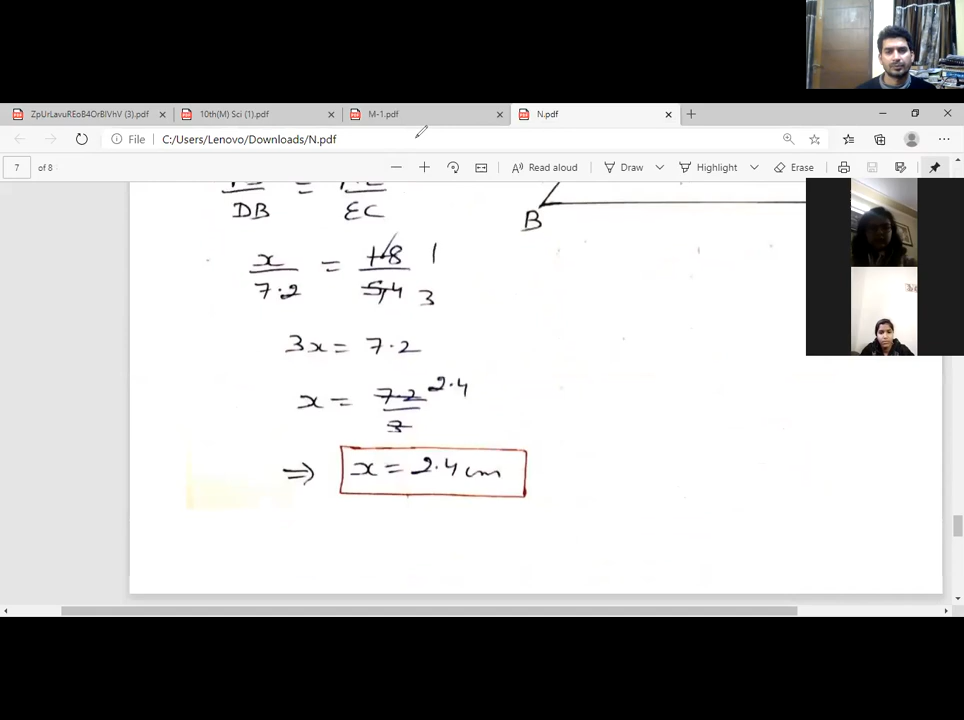 ZpUrLavuREoB4OrBIVhV (3).pdf
10th(M) Sci (1).pdf
M-1.pdf
N.pdf
File
C:/Users/Lenovo/Downloads/N.pdf
7 of 8
Read aloud
Draw
Highlight
Erase
DB = EC
B
x = 1.8 1
7.2 5.4 3
3x = 7.2
x = 7.2 2.4
3
⇒ x = 2.4 cm